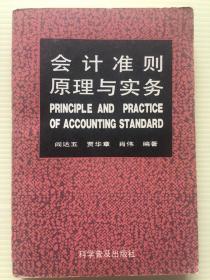 会计准则
原理与实务
PRINCIPLE AND PRACTICE
OF ACCOUNTING STANDARD
阎达五 贾华章 肖伟 编著
科学普及出版社